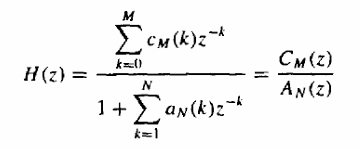 H(z) = \frac{\sum_{k=0}^{M} c_M(k) z^{-k}}{1 + \sum_{k=1}^{N} a_N(k) z^{-k}} = \frac{C_M(z)}{A_N(z)}